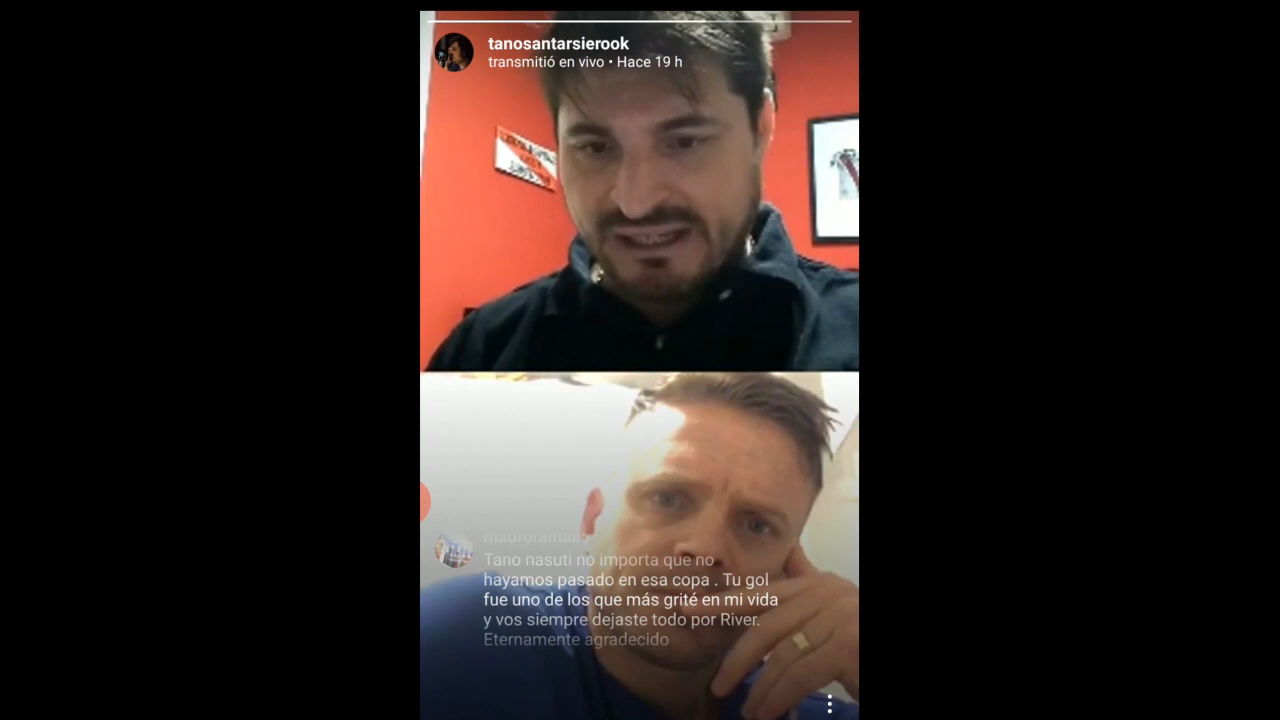 tanosantarsierook
transmitió en vivo • Hace 19 h
Tano nasuti no importa que no
hayamos pasado en esa copa . Tu gol
fue uno de los que más grité en mi vida
y vos siempre dejaste todo por River.
Eternamente agradecido